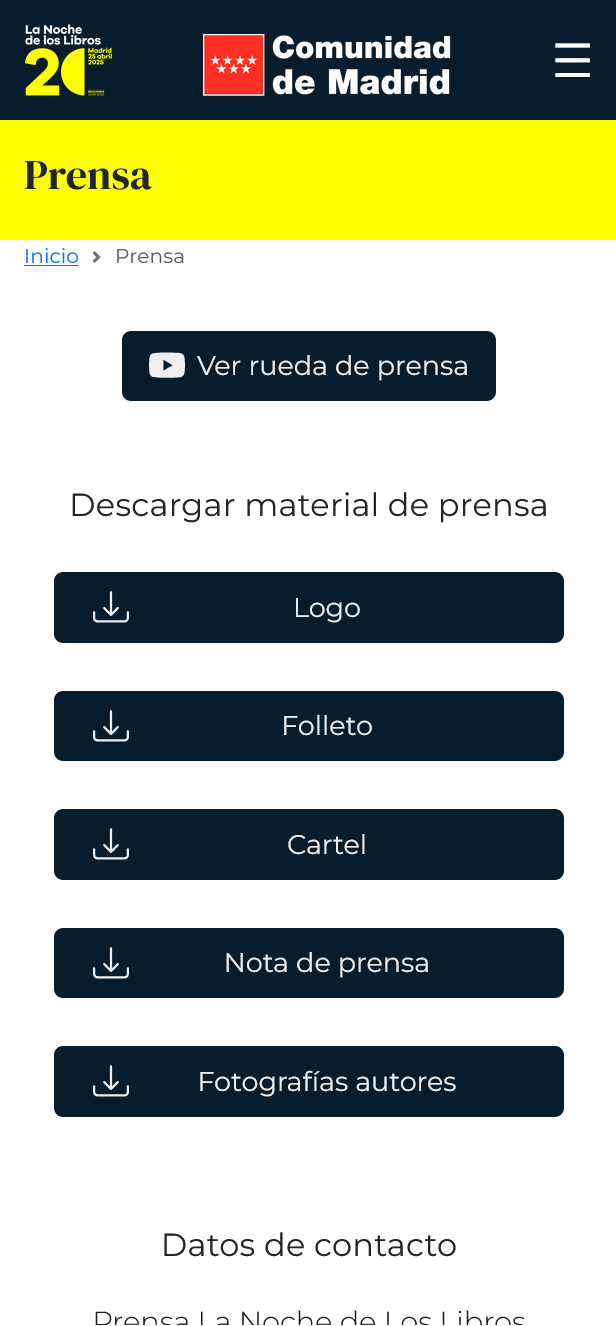 La Noche
de los Libros
20
Madrid
25 abril
2025
Comunidad
de Madrid
Prensa
Inicio
Prensa
Ver rueda de prensa
Descargar material de prensa
Logo
Folleto
Cartel
Nota de prensa
Fotografías autores
Datos de contacto
Prensa La Noche de Los Libros